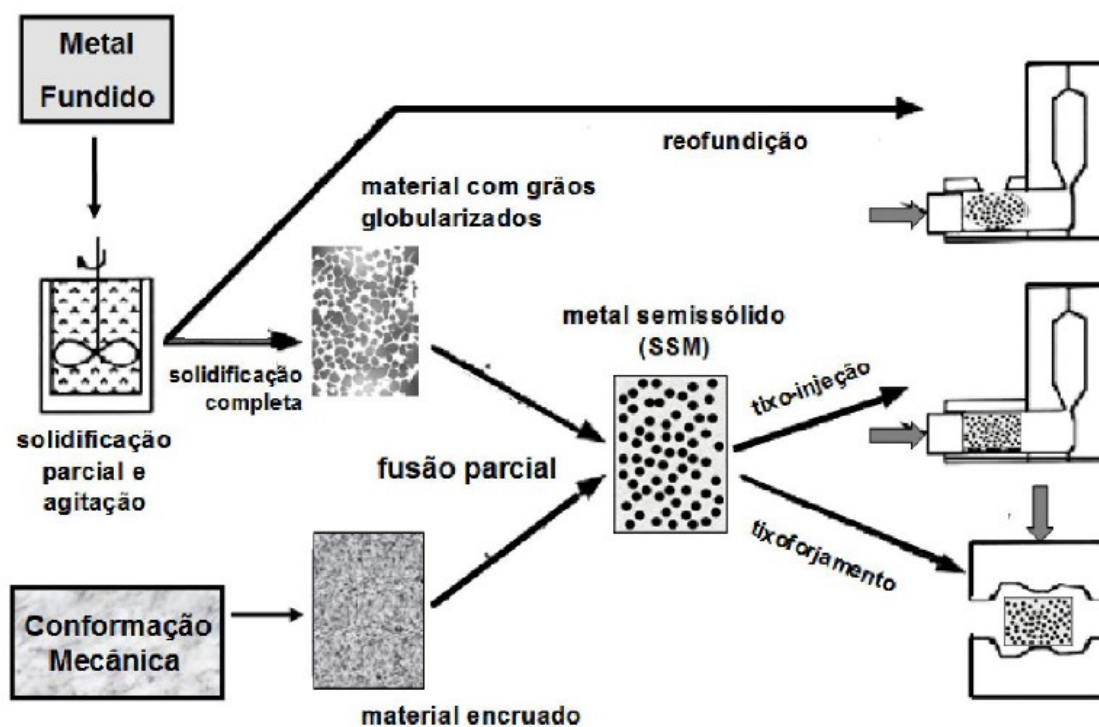 Metal
Fundido
reofundição
material com grãos
globularizados
metal semissólido
(SSM)
solidificação
completa
tixo-injeção
solidificação
parcial e
agitação
fusão parcial
tixoforjamento
Conformação
Mecânica
material encruado